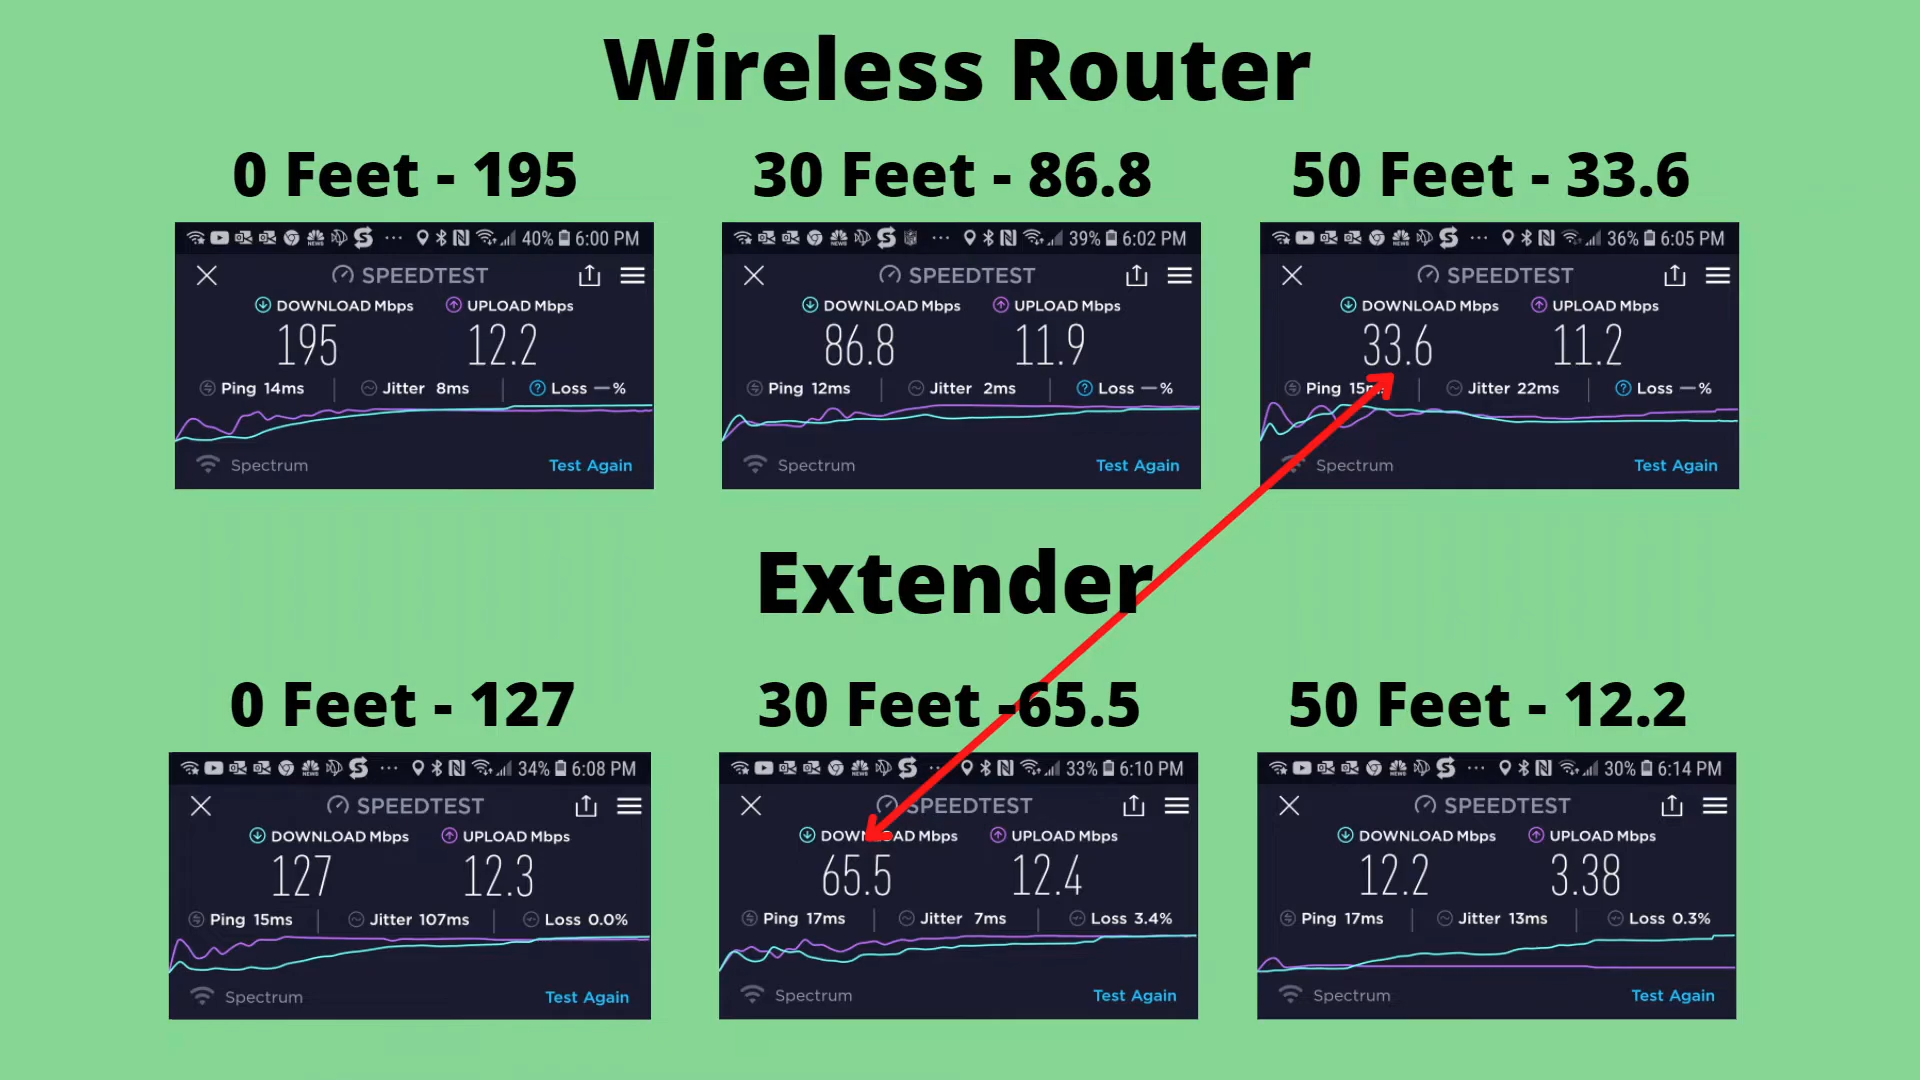 Wireless Router
0 Feet - 195
30 Feet - 86.8
50 Feet - 33.6
40% 6:00 PM
SPEEDTEST
DOWNLOAD Mbps UPLOAD Mbps
195 12.2
Ping 14ms Jitter 8ms Loss —%
Spectrum Test Again
39% 6:02 PM
SPEEDTEST
DOWNLOAD Mbps UPLOAD Mbps
86.8 11.9
Ping 12ms Jitter 2ms Loss —%
Spectrum Test Again
36% 6:05 PM
SPEEDTEST
DOWNLOAD Mbps UPLOAD Mbps
33.6 11.2
Ping 15ms Jitter 22ms Loss —%
Spectrum Test Again
Extender
0 Feet - 127
30 Feet -65.5
50 Feet - 12.2
34% 6:08 PM
SPEEDTEST
DOWNLOAD Mbps UPLOAD Mbps
127 12.3
Ping 15ms Jitter 107ms Loss 0.0%
Spectrum Test Again
33% 6:10 PM
SPEEDTEST
DOWNLOAD Mbps UPLOAD Mbps
65.5 12.4
Ping 17ms Jitter 7ms Loss 3.4%
Spectrum Test Again
30% 6:14 PM
SPEEDTEST
DOWNLOAD Mbps UPLOAD Mbps
12.2 3.38
Ping 17ms Jitter 13ms Loss 0.3%
Spectrum Test Again